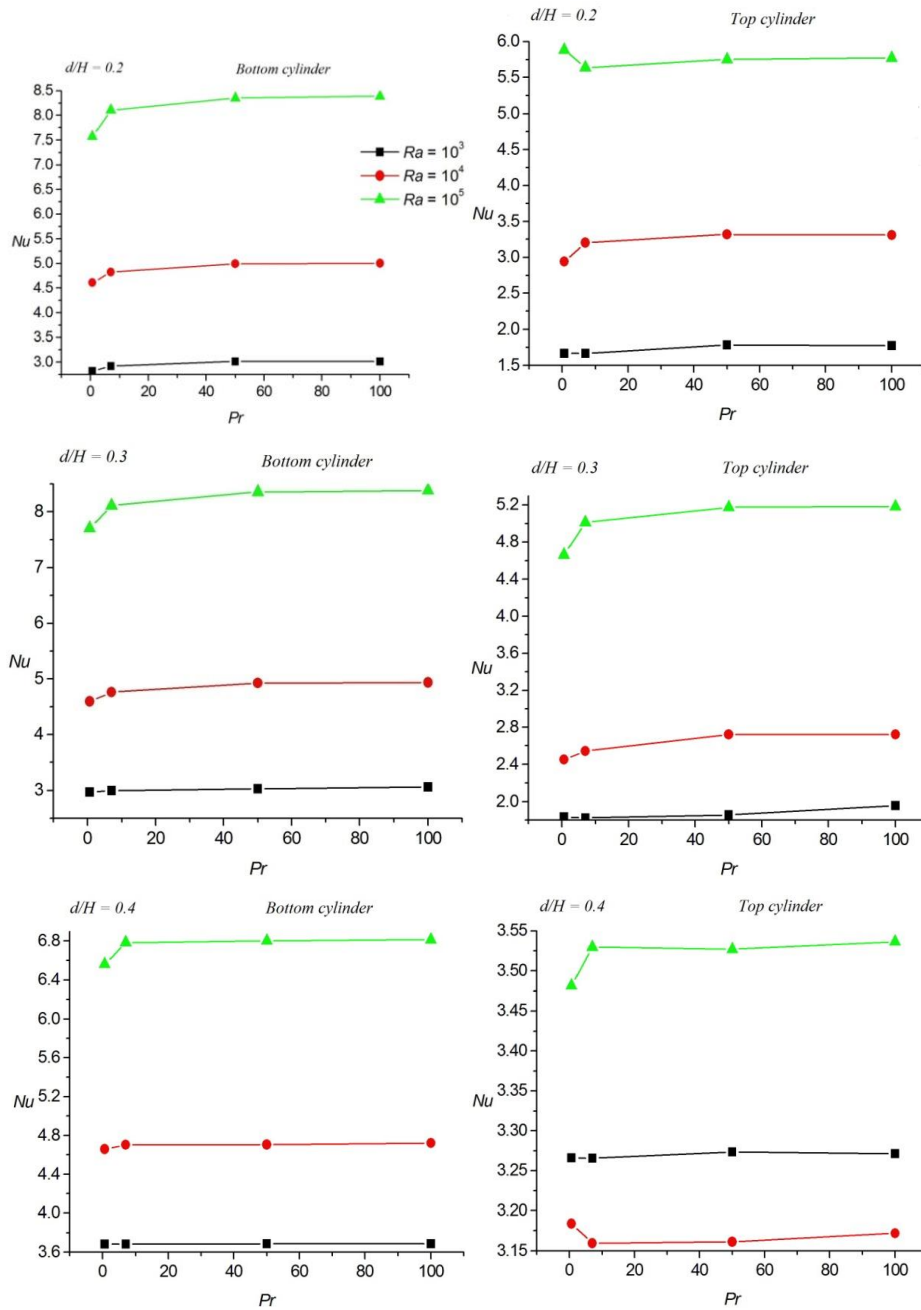 d/H = 0.2
Bottom cylinder
8.5
8.0
7.5
7.0
6.5
6.0
5.5
5.0
4.5
4.0
3.5
3.0
Nu
Ra = 10³
Ra = 10⁴
Ra = 10⁵
0 20 40 60 80 100
Pr
d/H = 0.2
Top cylinder
6.0
5.5
5.0
4.5
4.0
3.5
3.0
2.5
2.0
1.5
Nu
0 20 40 60 80 100
Pr
d/H = 0.3
Bottom cylinder
8
7
6
5
4
3
Nu
0 20 40 60 80 100
Pr
d/H = 0.3
Top cylinder
5.2
4.8
4.4
4.0
3.6
3.2
2.8
2.4
2.0
Nu
0 20 40 60 80 100
Pr
d/H = 0.4
Bottom cylinder
6.8
6.4
6.0
5.6
5.2
4.8
4.4
4.0
3.6
Nu
0 20 40 60 80 100
Pr
d/H = 0.4
Top cylinder
3.55
3.50
3.45
3.40
3.35
3.30
3.25
3.20
3.15
Nu
0 20 40 60 80 100
Pr